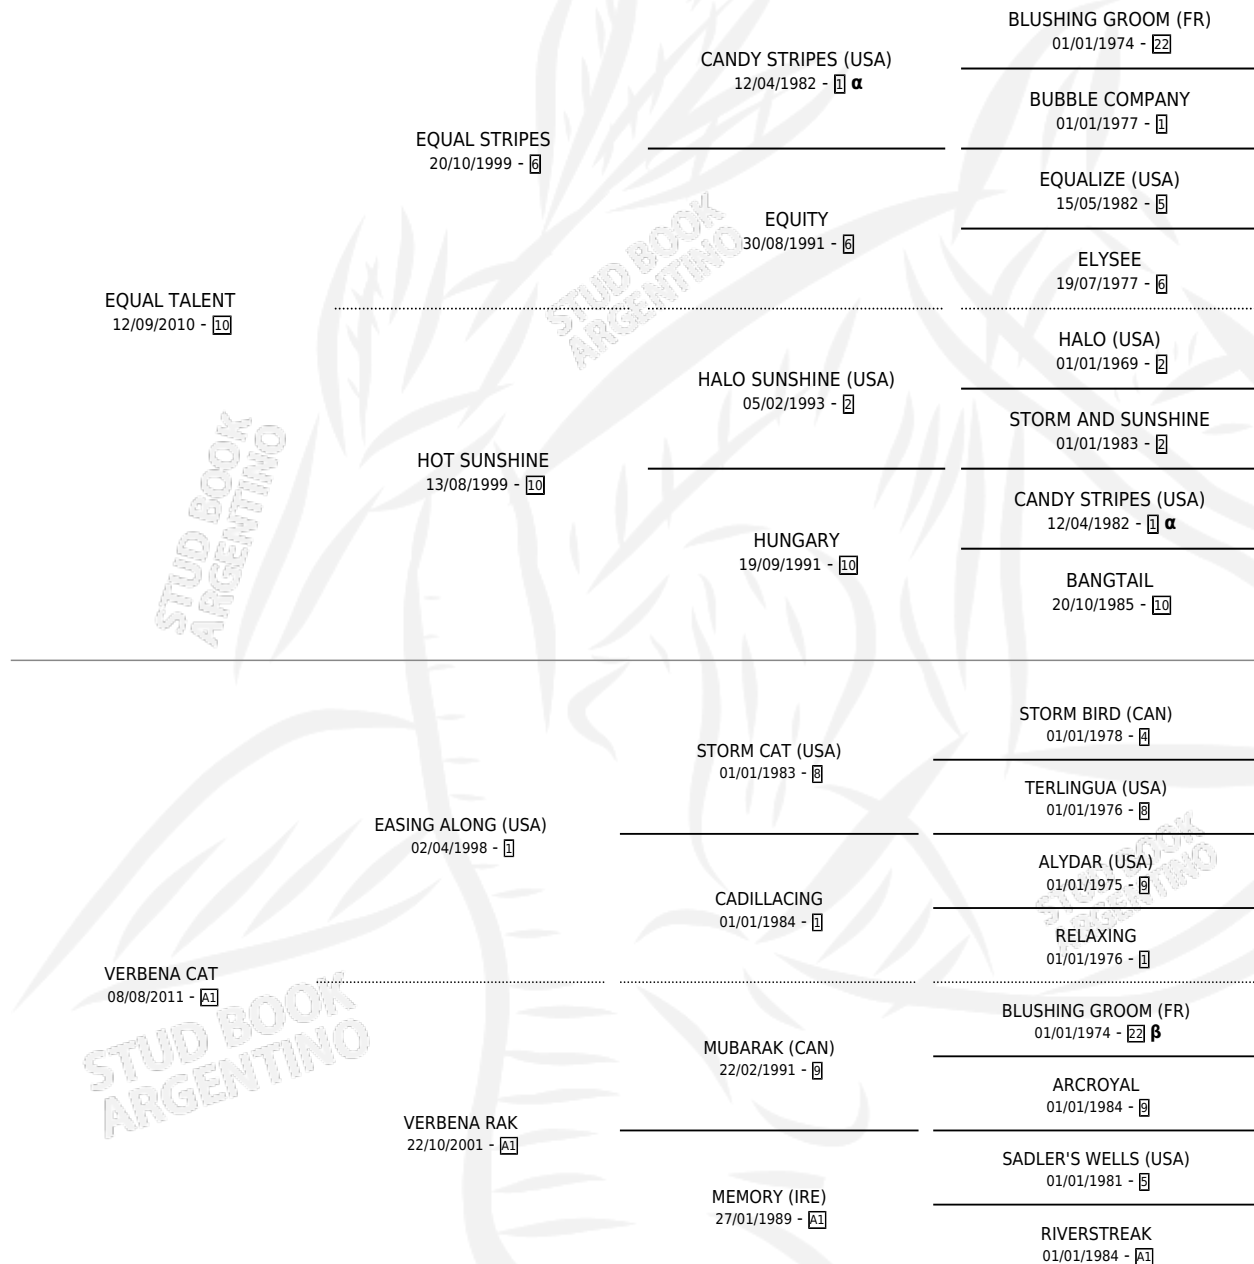 BLUSHING GROOM (FR)
01/01/1974 - 22
CANDY STRIPES (USA)
12/04/1982 - 1 α
BUBBLE COMPANY
01/01/1977 - 1
EQUAL STRIPES
20/10/1999 - 6
EQUALIZE (USA)
15/05/1982 - 5
EQUITY
30/08/1991 - 6
ELYSEE
19/07/1977 - 6
EQUAL TALENT
12/09/2010 - 10
HALO (USA)
01/01/1969 - 2
HALO SUNSHINE (USA)
05/02/1993 - 2
STORM AND SUNSHINE
01/01/1983 - 2
HOT SUNSHINE
13/08/1999 - 10
CANDY STRIPES (USA)
12/04/1982 - 1 α
HUNGARY
19/09/1991 - 10
BANGTAIL
20/10/1985 - 10
STORM BIRD (CAN)
01/01/1978 - 4
STORM CAT (USA)
01/01/1983 - 8
TERLINGUA (USA)
01/01/1976 - 8
EASING ALONG (USA)
02/04/1998 - 1
ALYDAR (USA)
01/01/1975 - 9
CADILLACING
01/01/1984 - 1
RELAXING
01/01/1976 - 1
VERBENA CAT
08/08/2011 - A1
BLUSHING GROOM (FR)
01/01/1974 - 22 β
MUBARAK (CAN)
22/02/1991 - 9
ARCROYAL
01/01/1984 - 9
VERBENA RAK
22/10/2001 - A1
SADLER'S WELLS (USA)
01/01/1981 - 5
MEMORY (IRE)
27/01/1989 - A1
RIVERSTREAK
01/01/1984 - A1
STUD BOOK
ARGENTINO
STUD BOOK
ARGENTINO
STUD BOOK
ARGENTINO
STUD BOOK
ARGENTINO